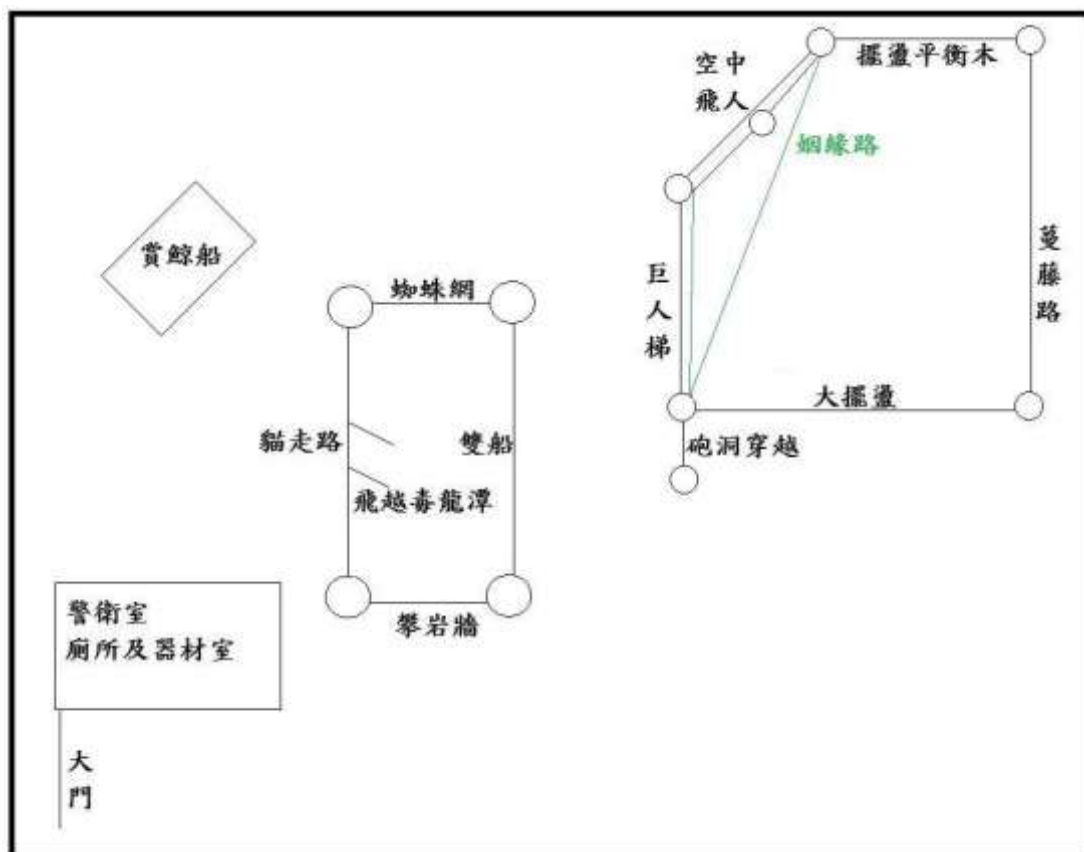 空中
飛人
擺盪平衡木
姻緣路
賞鯨船
巨人梯
蔓藤路
蜘蛛網
大擺盪
貓走路
雙船
砲洞穿越
飛越毒龍潭
攀岩牆
警衛室
廁所及器材室
大門